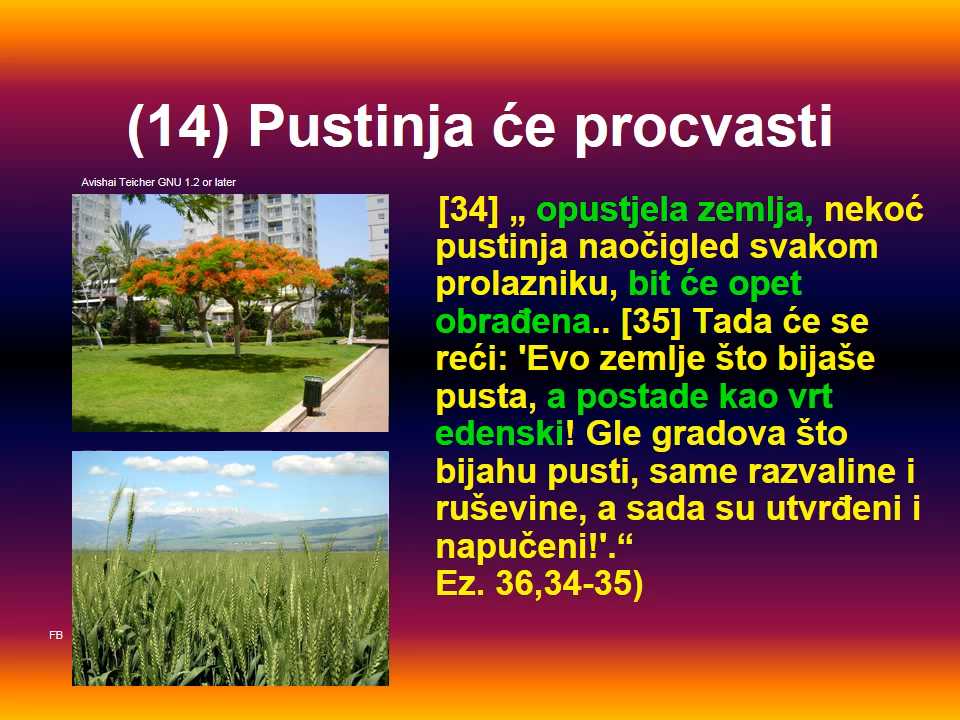 (14) Pustinja će procvasti
Avishai Teicher GNU 1.2 or later
[34] „ opustjela zemlja, nekoć
pustinja naočigled svakom
prolazniku, bit će opet
obrađena.. [35] Tada će se
reći: 'Evo zemlje što bijaše
pusta, a postade kao vrt
edenski! Gle gradova što
bijahu pusti, same razvaline i
ruševine, a sada su utvrđeni i
napučeni!'.“
Ez. 36,34-35)
FB